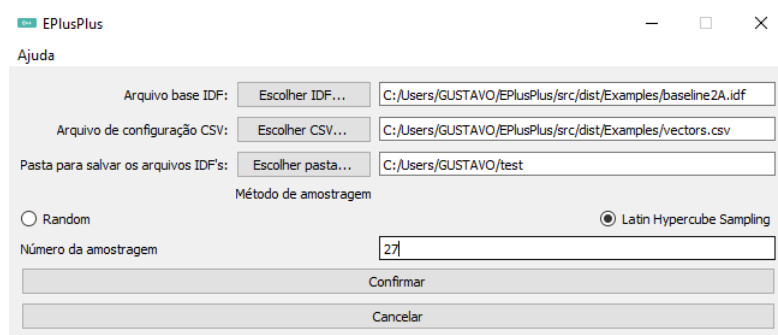 EPlusPlus
Ajuda
Arquivo base IDF: Escolher IDF... C:/Users/GUSTAVO/EPlusPlus/src/dist/Examples/baseline2A.idf
Arquivo de configuração CSV: Escolher CSV... C:/Users/GUSTAVO/EPlusPlus/src/dist/Examples/vectors.csv
Pasta para salvar os arquivos IDF's: Escolher pasta... C:/Users/GUSTAVO/test
Método de amostragem
Random Latin Hypercube Sampling
Número da amostragem 27
Confirmar
Cancelar